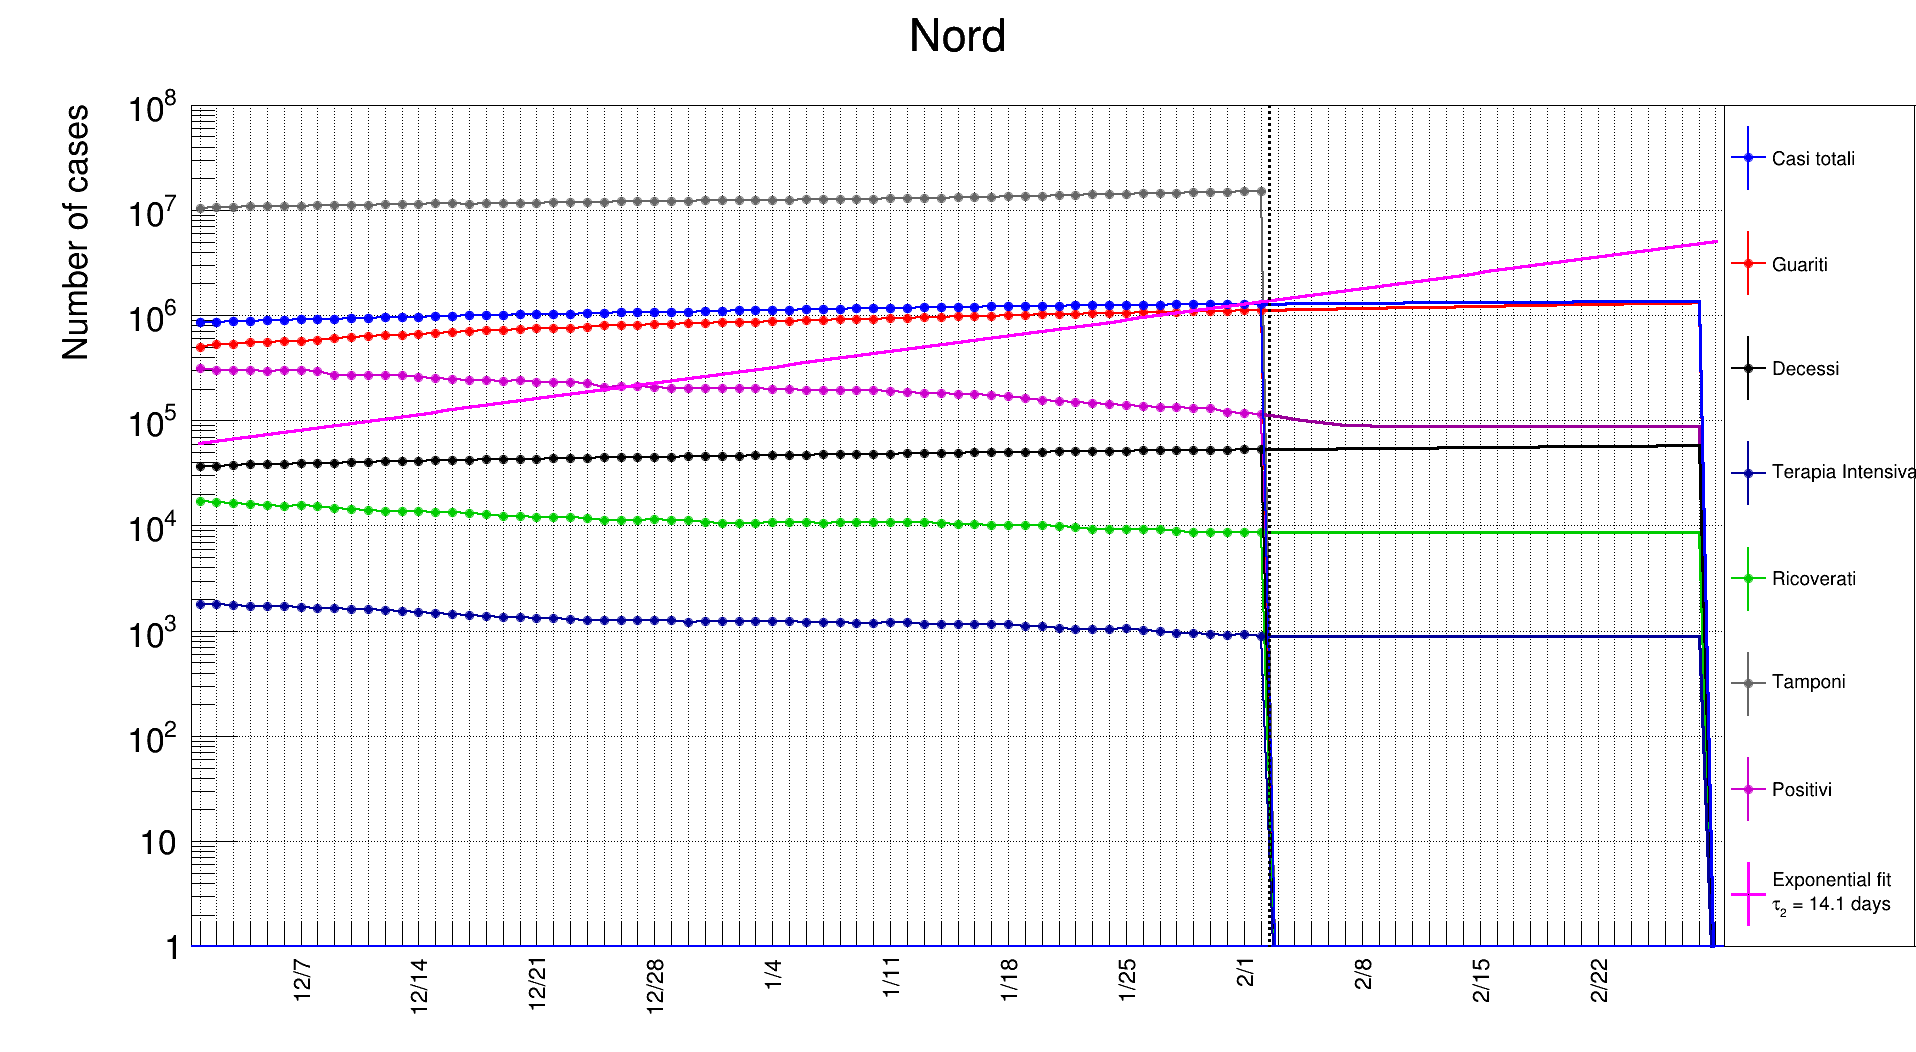 Nord
Number of cases
10^8
10^7
10^6
10^5
10^4
10^3
10^2
10
1
12/7
12/14
12/21
12/28
1/4
1/11
1/18
1/25
2/1
2/8
2/15
2/22
Casi totali
Guariti
Decessi
Terapia Intensiva
Ricoverati
Tamponi
Positivi
Exponential fit
τ_2 = 14.1 days